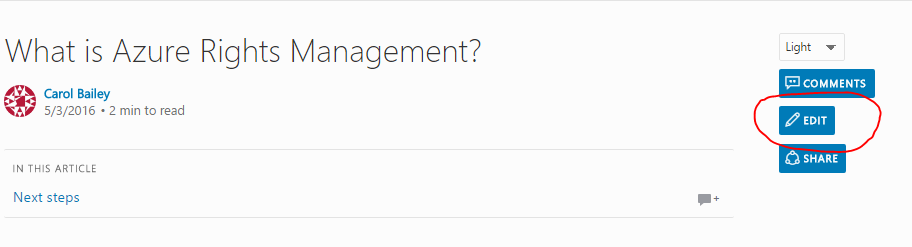 What is Azure Rights Management?
Carol Bailey
5/3/2016 • 2 min to read
IN THIS ARTICLE
Next steps
+
Light
COMMENTS
EDIT
SHARE